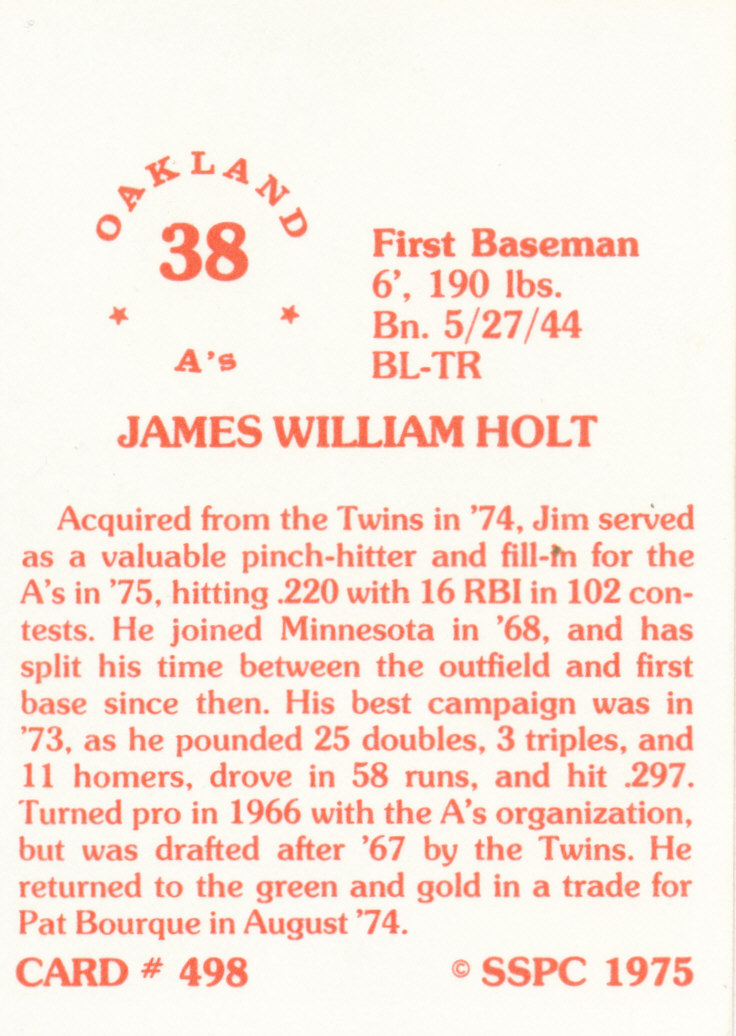 OAKLAND
38
A's
First Baseman
6', 190 lbs.
Bn. 5/27/44
BL-TR
JAMES WILLIAM HOLT
Acquired from the Twins in '74, Jim served
as a valuable pinch-hitter and fill-in for the
A's in '75, hitting .220 with 16 RBI in 102 con-
tests. He joined Minnesota in '68, and has
split his time between the outfield and first
base since then. His best campaign was in
'73, as he pounded 25 doubles, 3 triples, and
11 homers, drove in 58 runs, and hit .297.
Turned pro in 1966 with the A's organization,
but was drafted after '67 by the Twins. He
returned to the green and gold in a trade for
Pat Bourque in August '74.
CARD # 498
© SSPC 1975